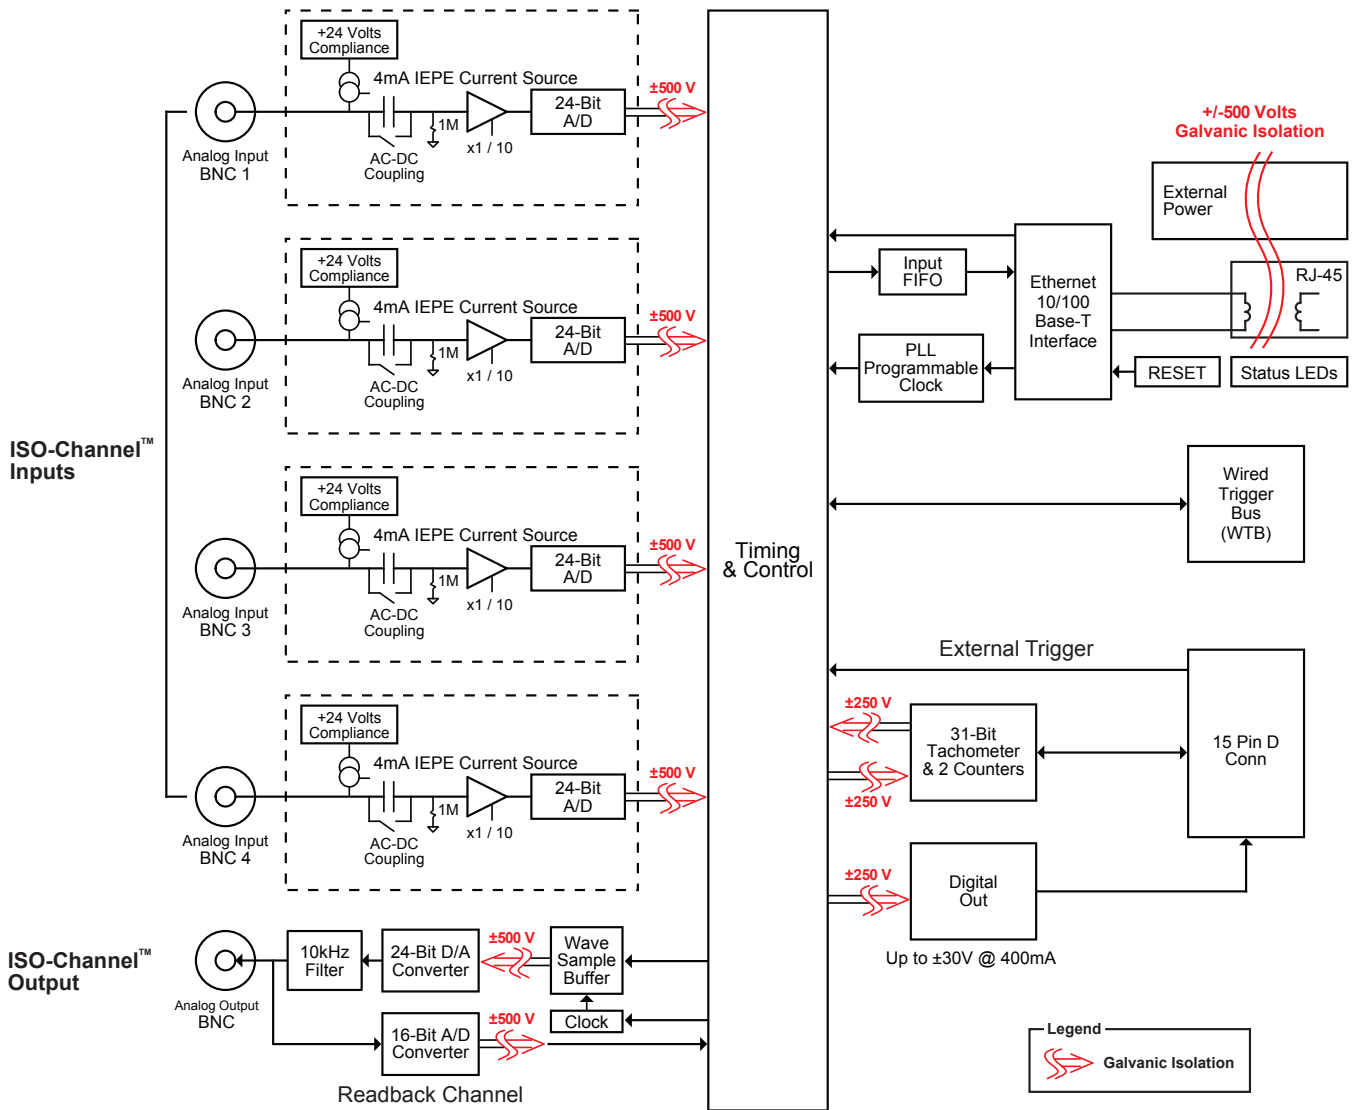 +24 Volts
Compliance
4mA IEPE Current Source
±500 V
24-Bit
A/D
1M
x1 / 10
AC-DC
Coupling
Analog Input
BNC 1
+24 Volts
Compliance
4mA IEPE Current Source
±500 V
24-Bit
A/D
1M
x1 / 10
AC-DC
Coupling
Analog Input
BNC 2
ISO-Channel™
Inputs
+24 Volts
Compliance
4mA IEPE Current Source
±500 V
24-Bit
A/D
1M
x1 / 10
AC-DC
Coupling
Analog Input
BNC 3
+24 Volts
Compliance
4mA IEPE Current Source
±500 V
24-Bit
A/D
1M
x1 / 10
AC-DC
Coupling
Analog Input
BNC 4
ISO-Channel™
Output
Analog Output
BNC
10kHz
Filter
24-Bit D/A
Converter
±500 V
Wave
Sample
Buffer
Clock
16-Bit A/D
Converter
±500 V
Readback Channel
Timing
& Control
+/-500 Volts
Galvanic Isolation
External
Power
Input
FIFO
Ethernet
10/100
Base-T
Interface
RJ-45
PLL
Programmable
Clock
RESET
Status LEDs
Wired
Trigger
Bus
(WTB)
External Trigger
±250 V
31-Bit
Tachometer
& 2 Counters
±250 V
15 Pin D
Conn
±250 V
Digital
Out
Up to ±30V @ 400mA
Legend
Galvanic Isolation